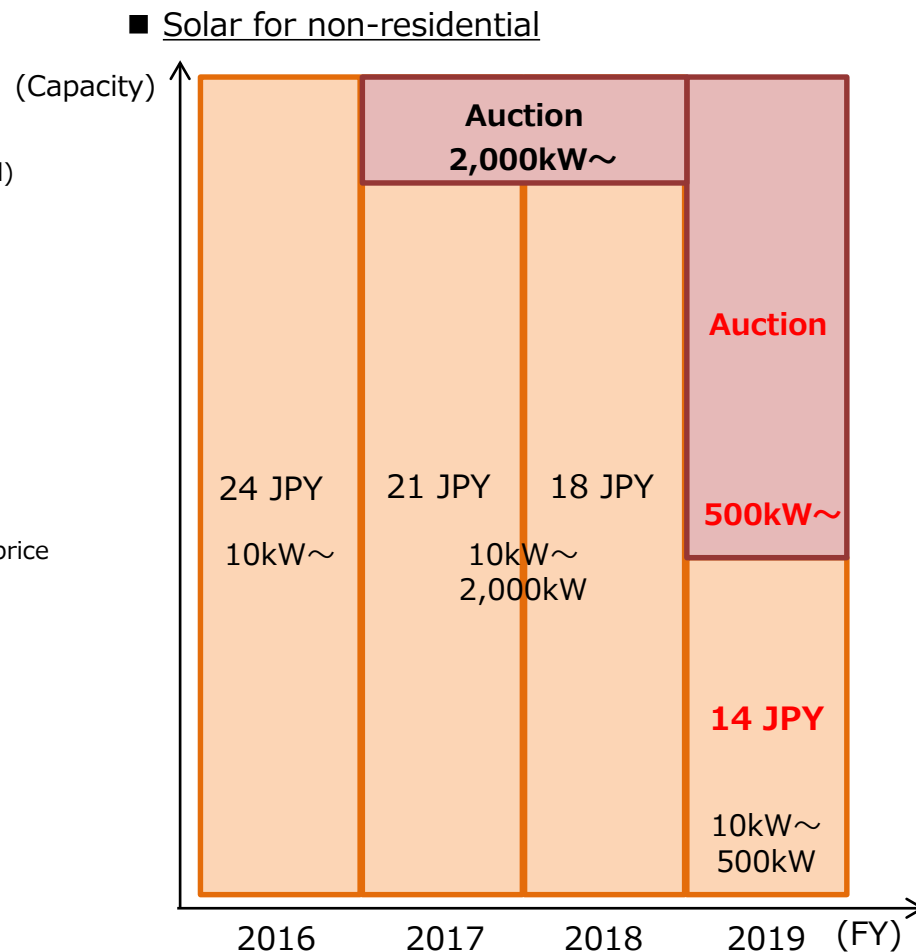 ■ Solar for non-residential
(Capacity)
l)
Auction
2,000kW～
Auction
24 JPY
21 JPY
18 JPY
500kW～
price
10kW～
10kW～
2,000kW
14 JPY
10kW～
500kW
2016
2017
2018
2019
(FY)